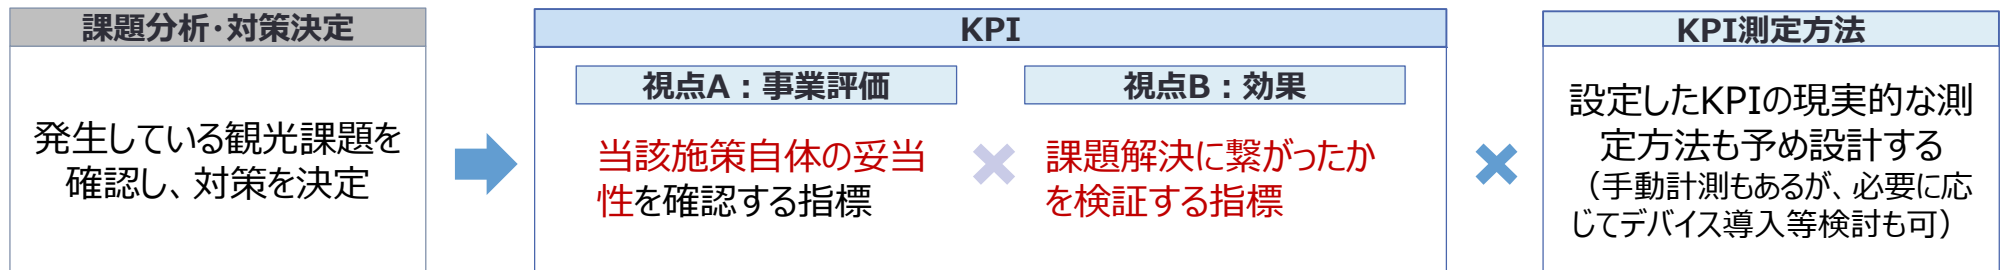 課題分析・対策決定
発生している観光課題を
確認し、対策を決定
KPI
視点A：事業評価
当該施策自体の妥当
性を確認する指標
視点B：効果
課題解決に繋がったか
を検証する指標
KPI測定方法
設定したKPIの現実的な測
定方法も予め設計する
（手動計測もあるが、必要に応
じてデバイス導入等検討も可）